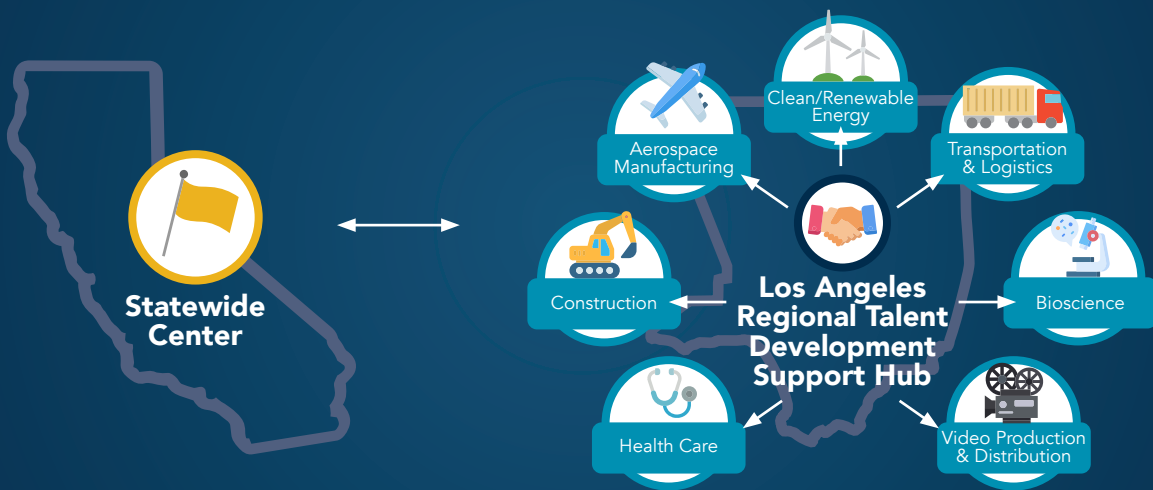 Statewide
Center
Clean/Renewable
Energy
Aerospace
Manufacturing
Transportation
& Logistics
Construction
Los Angeles
Regional Talent
Development
Support Hub
Bioscience
Health Care
Video Production
& Distribution